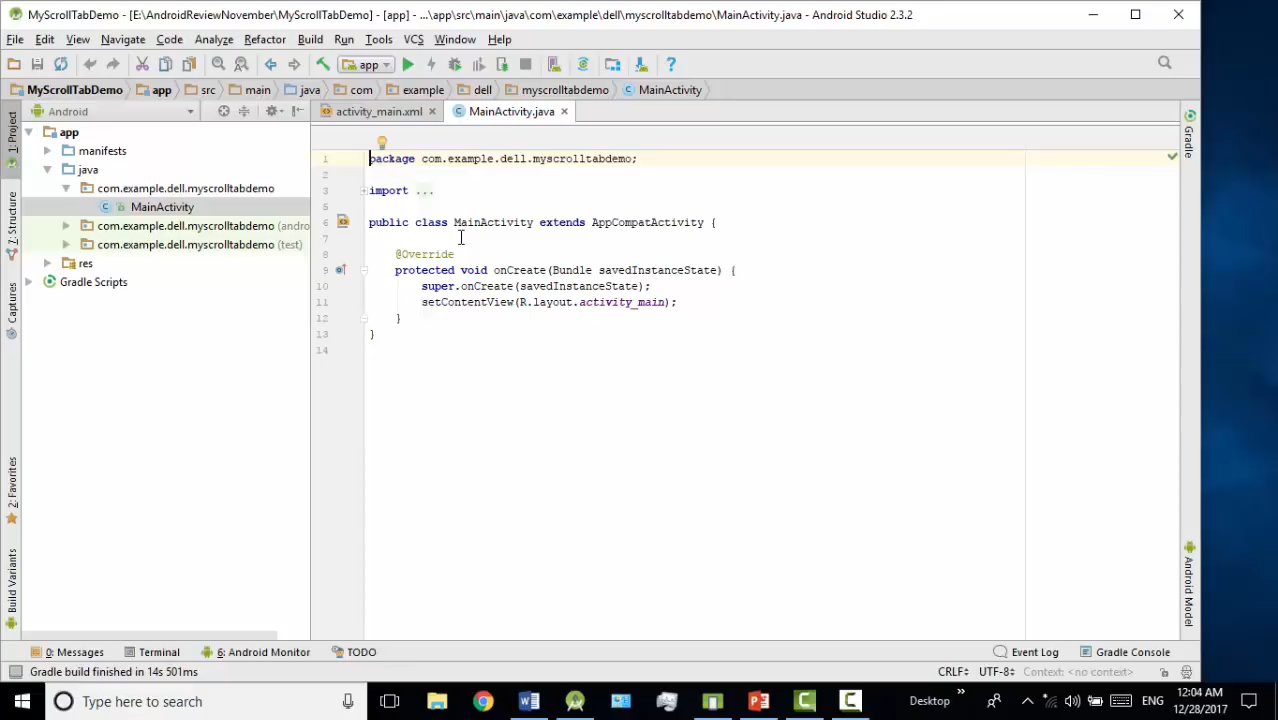 MyScrollTabDemo - [E:\AndroidReviewNovember\MyScrollTabDemo] - [app] - ...\app\src\main\java\com\example\dell\myscrolltabdemo\MainActivity.java - Android Studio 2.3.2
File Edit View Navigate Code Analyze Refactor Build Run Tools VCS Window Help
app
MyScrollTabDemo app src main java com example dell myscrolltabdemo MainActivity
Android
activity_main.xml
MainActivity.java
1: Project
7: Structure
Captures
2: Favorites
Build Variants
app
manifests
java
com.example.dell.myscrolltabdemo
MainActivity
com.example.dell.myscrolltabdemo (andro
com.example.dell.myscrolltabdemo (test)
res
Gradle Scripts
1 package com.example.dell.myscrolltabdemo;
2
3 import ...
5
6 public class MainActivity extends AppCompatActivity {
7
8 @Override
9 protected void onCreate(Bundle savedInstanceState) {
10 super.onCreate(savedInstanceState);
11 setContentView(R.layout.activity_main);
12 }
13 }
14
Gradle
Android Model
0: Messages Terminal 6: Android Monitor TODO Event Log Gradle Console
Gradle build finished in 14s 501ms CRLF÷ UTF-8÷ Context: <no context>
Type here to search Desktop » ENG 12:04 AM
12/28/2017